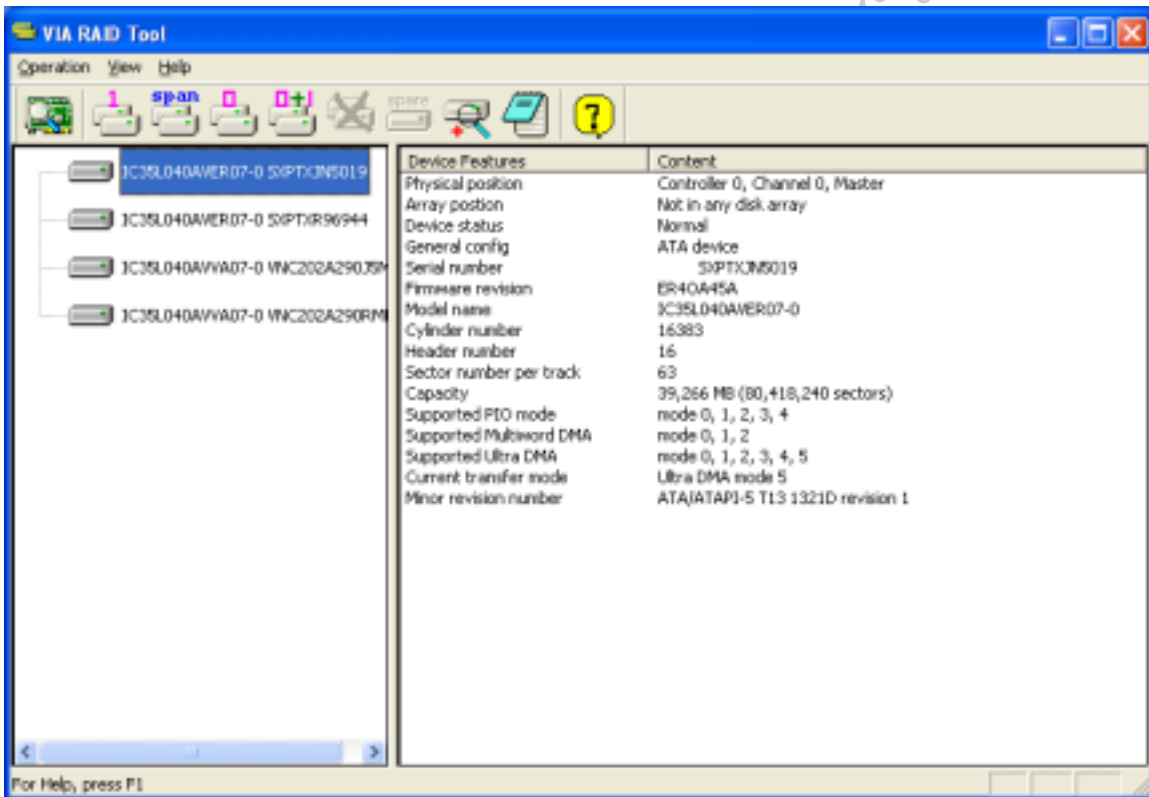 VIA RAID Tool
Operation View Help
1 span 0 0+1 spare ?
IC35L040AVER07-0 SXPTXJN5019
IC35L040AVER07-0 SXPTXR96944
IC35L040AVVA07-0
IC35L040AVVA07-0
Device Features Content
Physical position Controller 0, Channel 0, Master
Array postion Not in any disk array
Device status Normal
General config ATA device
Serial number SXPTXJN5019
Firmware revision ER4OA45A
Model name IC35L040AVER07-0
Cylinder number 16383
Header number 16
Sector number per track 63
Capacity 39,266 MB (80,418,240 sectors)
Supported PIO mode mode 0, 1, 2, 3, 4
Supported Multiword DMA mode 0, 1, 2
Supported Ultra DMA mode 0, 1, 2, 3, 4, 5
Current transfer mode Ultra DMA mode 5
Minor revision number ATA/ATAPI-5 T13 1321D revision 1
For Help, press F1